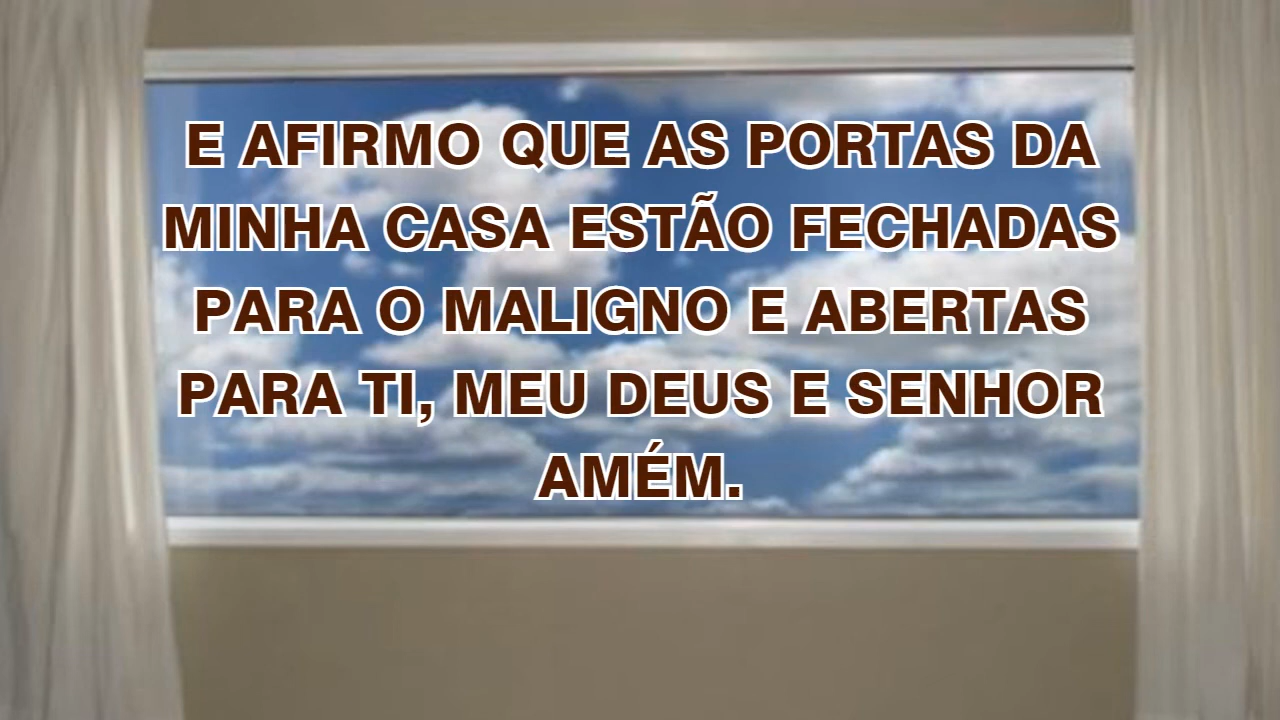 E AFIRMO QUE AS PORTAS DA
MINHA CASA ESTÃO FECHADAS
PARA O MALIGNO E ABERTAS
PARA TI, MEU DEUS E SENHOR
AMÉM.